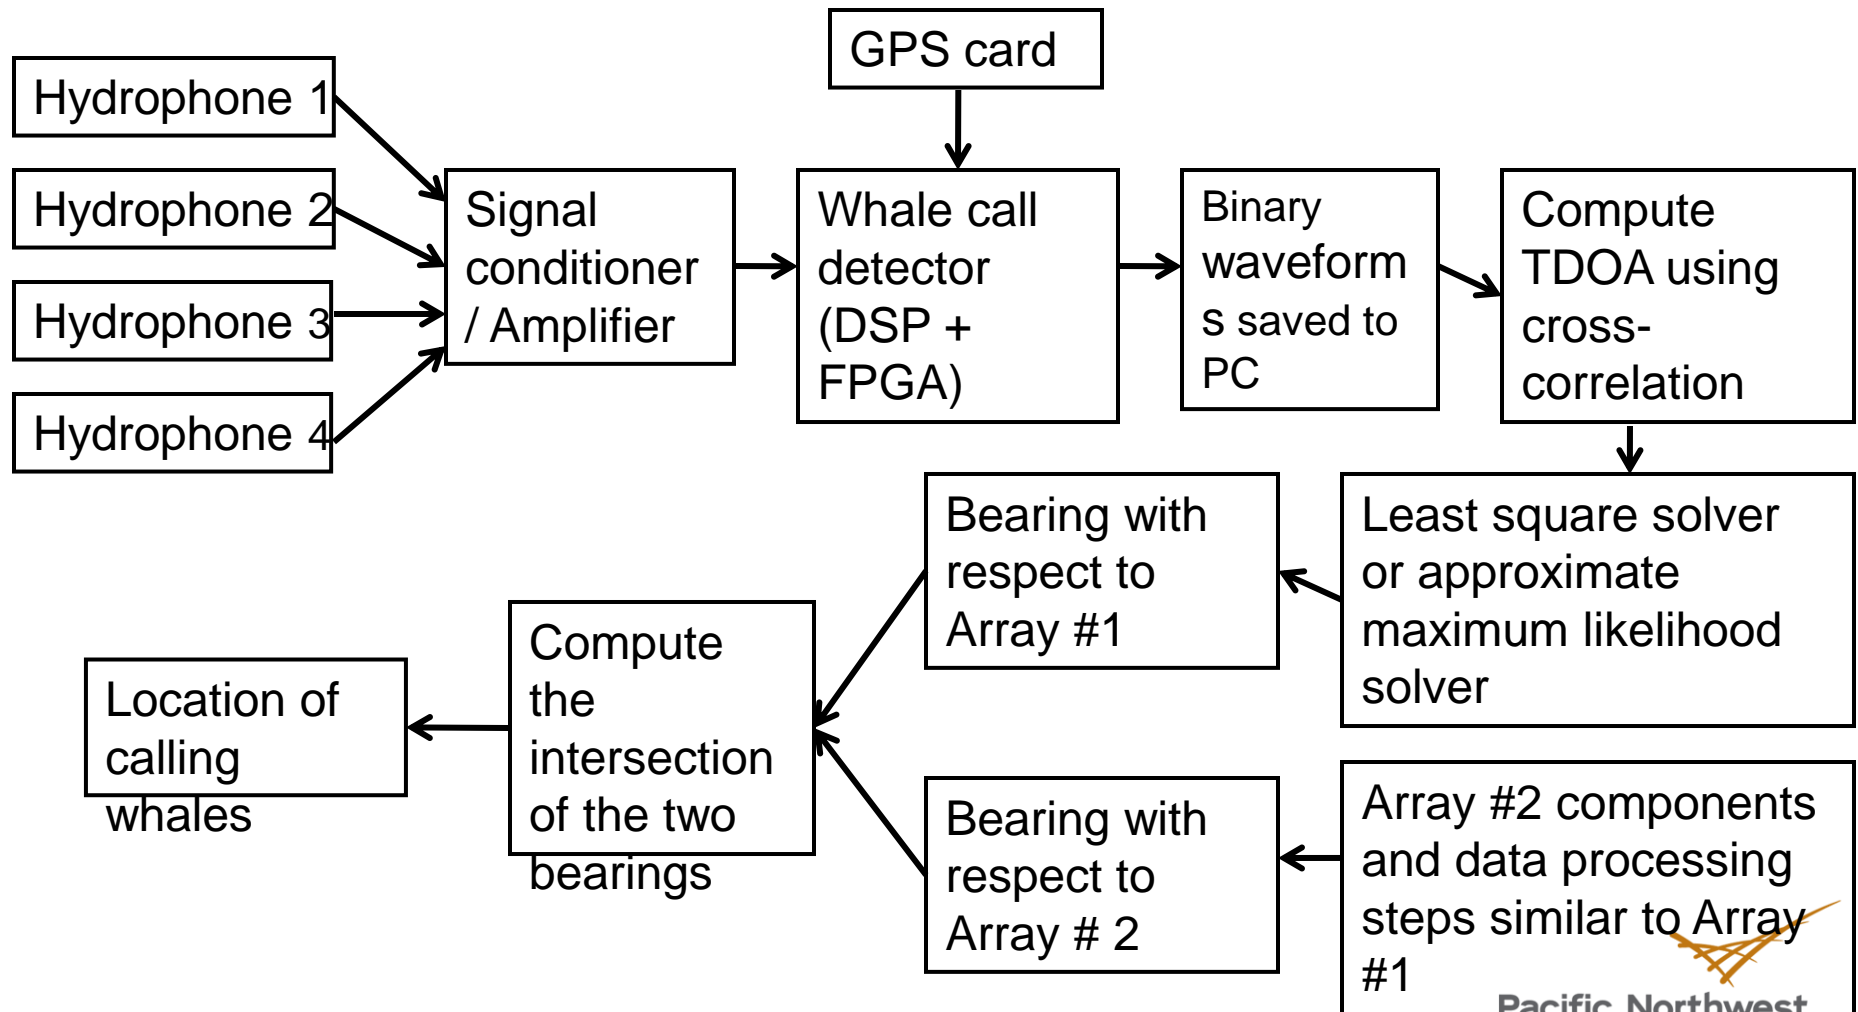 GPS card
Hydrophone 1
Hydrophone 2
Hydrophone 3
Hydrophone 4
Signal
conditioner
/ Amplifier
Whale call
detector
(DSP +
FPGA)
Binary
waveform
s saved to
PC
Compute
TDOA using
cross-
correlation
Least square solver
or approximate
maximum likelihood
solver
Bearing with
respect to
Array #1
Array #2 components
and data processing
steps similar to Array
#1
Bearing with
respect to
Array # 2
Compute
the
intersection
of the two
bearings
Location of
calling
whales
Pacific Northwest